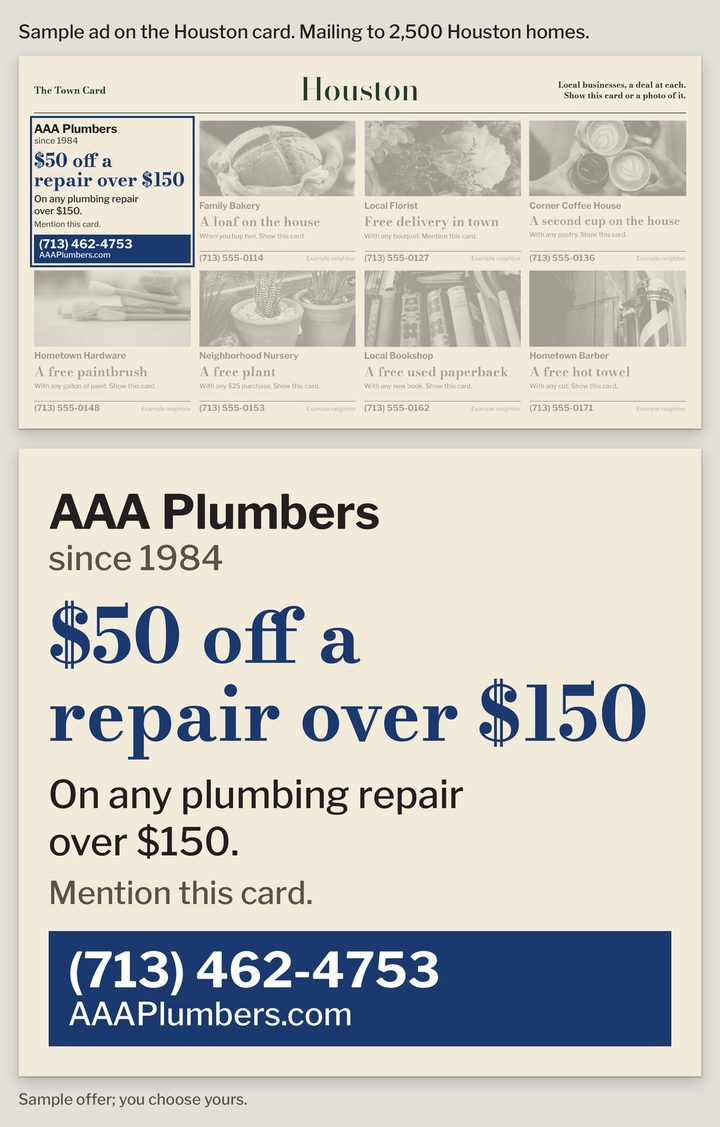 Sample ad on the Houston card. Mailing to 2,500 Houston homes.
The Town Card
Houston
Local businesses, a deal at each.
Show this card or a photo of it.
AAA Plumbers
since 1984
$50 off a
repair over $150
On any plumbing repair
over $150.
Mention this card.
(713) 462-4753
AAAPlumbers.com
Family Bakery
A loaf on the house
When you buy two. Show this card.
(713) 555-0114
Example neighbor
Local Florist
Free delivery in town
With any bouquet. Mention this card.
(713) 555-0127
Example neighbor
Corner Coffee House
A second cup on the house
With any pastry. Show this card.
(713) 555-0136
Example neighbor
Hometown Hardware
A free paintbrush
With any gallon of paint. Show this card.
(713) 555-0148
Example neighbor
Neighborhood Nursery
A free plant
With any $25 purchase. Show this card.
(713) 555-0153
Example neighbor
Local Bookshop
A free used paperback
With any new book. Show this card.
(713) 555-0162
Example neighbor
Hometown Barber
A free hot towel
With any cut. Show this card.
(713) 555-0171
Example neighbor
AAA Plumbers
since 1984
$50 off a
repair over $150
On any plumbing repair
over $150.
Mention this card.
(713) 462-4753
AAAPlumbers.com
Sample offer; you choose yours.